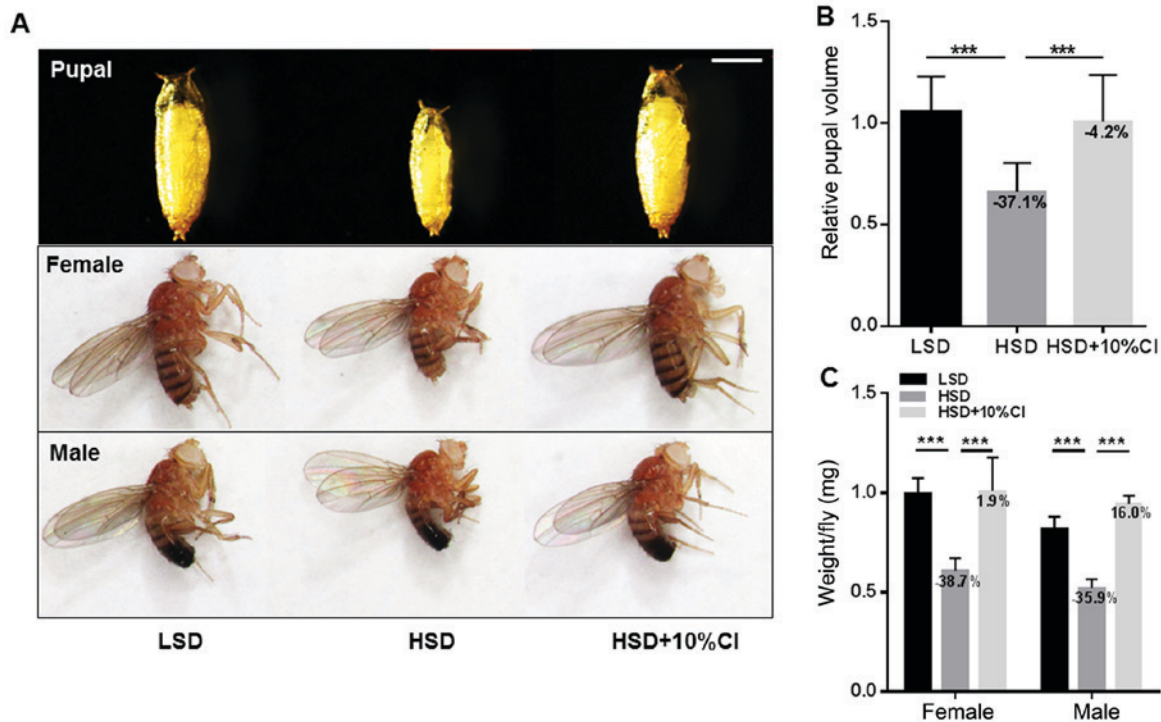 A
Pupal
Female
Male
LSD HSD HSD+10%CI
B
Relative pupal volume
1.5
1.0
0.5
0.0
***
***
-37.1%
-4.2%
LSD HSD HSD+10%CI
C
LSD
HSD
HSD+10%CI
Weight/fly (mg)
1.5
1.0
0.5
0.0
*** *** *** ***
-38.7%
1.9%
-35.9%
16.0%
Female Male